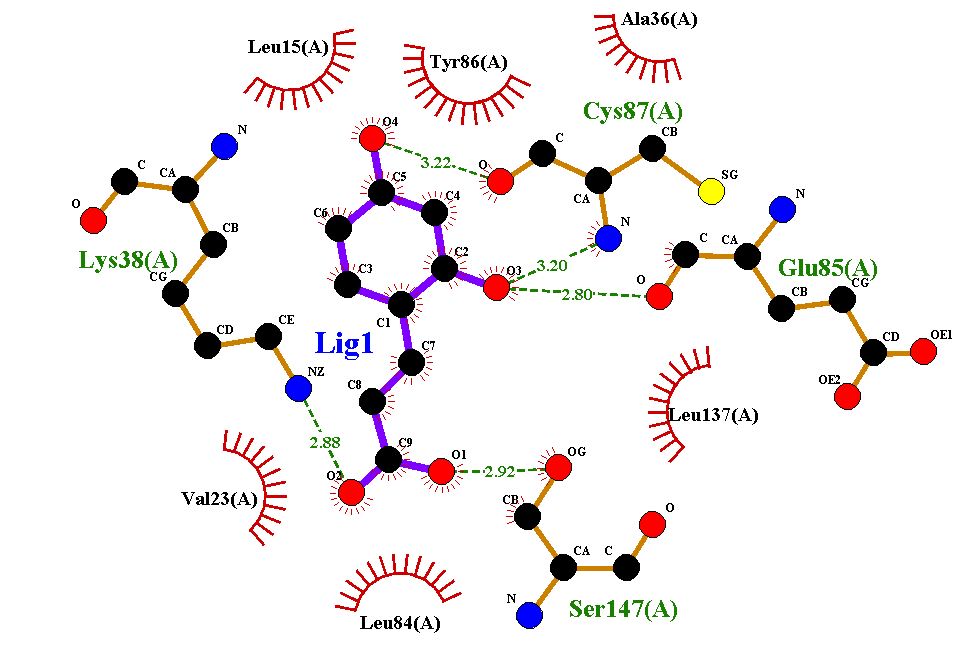 Ala36(A)
Leu15(A)
Tyr86(A)
Cys87(A)
O4
N
C
CB
3.22
O
SG
C
CA
C5
C4
CA
N
O
C6
N
CB
C2
C
CA
Lys38(A)
C3
O3
3.20
O
Glu85(A)
CG
2.80
CB
CG
C1
CD
CE
Lig1
C7
CD
OE1
NZ
C8
OE2
Leu137(A)
2.88
C9
O1
OG
O2
2.92
Val23(A)
CB
O
CA
C
N
Ser147(A)
Leu84(A)